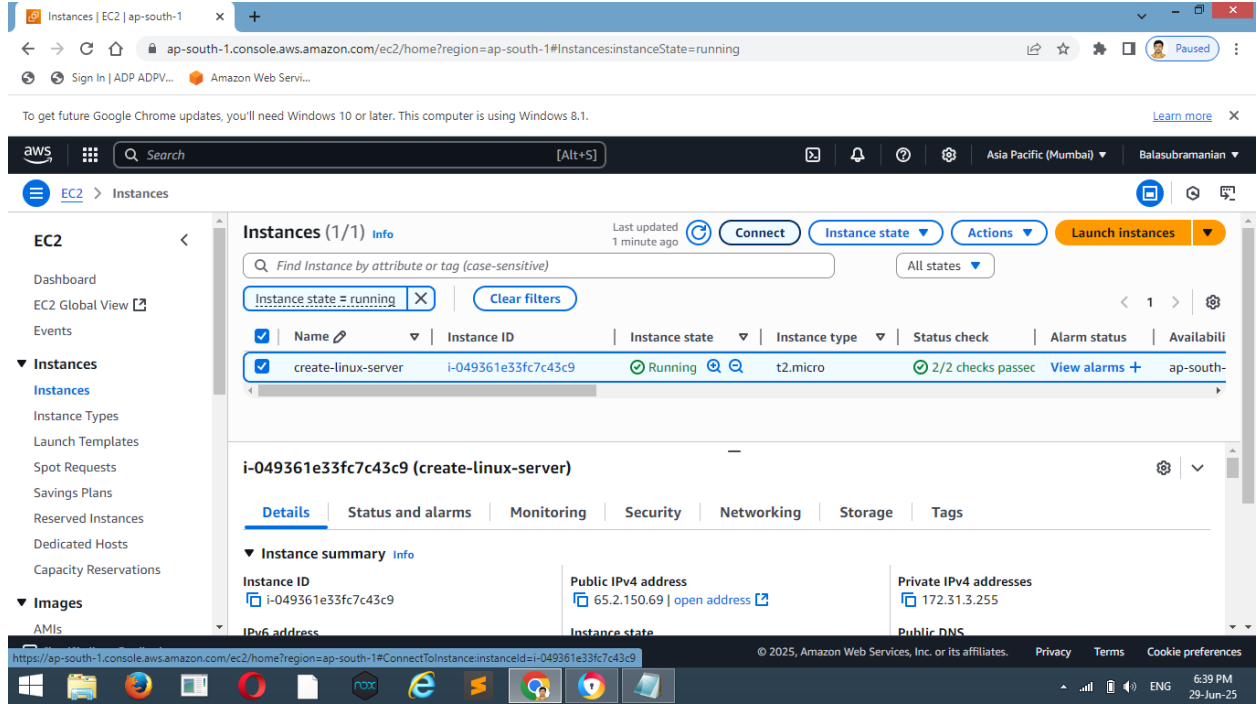 Instances | EC2 | ap-south-1
ap-south-1.console.aws.amazon.com/ec2/home?region=ap-south-1#Instances:instanceState=running
Paused
Sign In | ADP ADPV...
Amazon Web Servi...
To get future Google Chrome updates, you'll need Windows 10 or later. This computer is using Windows 8.1.
Learn more
aws
Search
[Alt+S]
Asia Pacific (Mumbai)
Balasubramanian
EC2 > Instances
EC2
Dashboard
EC2 Global View
Events
Instances
Instances
Instance Types
Launch Templates
Spot Requests
Savings Plans
Reserved Instances
Dedicated Hosts
Capacity Reservations
Images
AMIs
Instances (1/1) Info
Last updated
1 minute ago
Connect
Instance state
Actions
Launch instances
Find Instance by attribute or tag (case-sensitive)
All states
Instance state = running
Clear filters
1
Name Instance ID Instance state Instance type Status check Alarm status Availabili
create-linux-server i-049361e33fc7c43c9 Running t2.micro 2/2 checks passec View alarms + ap-south-
i-049361e33fc7c43c9 (create-linux-server)
Details Status and alarms Monitoring Security Networking Storage Tags
Instance summary Info
Instance ID
i-049361e33fc7c43c9
Public IPv4 address
65.2.150.69 | open address
Private IPv4 addresses
172.31.3.255
IPv6 address
Instance state
Public DNS
https://ap-south-1.console.aws.amazon.com/ec2/home?region=ap-south-1#ConnectToInstance:instanceId=i-049361e33fc7c43c9
© 2025, Amazon Web Services, Inc. or its affiliates.
Privacy
Terms
Cookie preferences
nox
ENG
6:39 PM
29-Jun-25